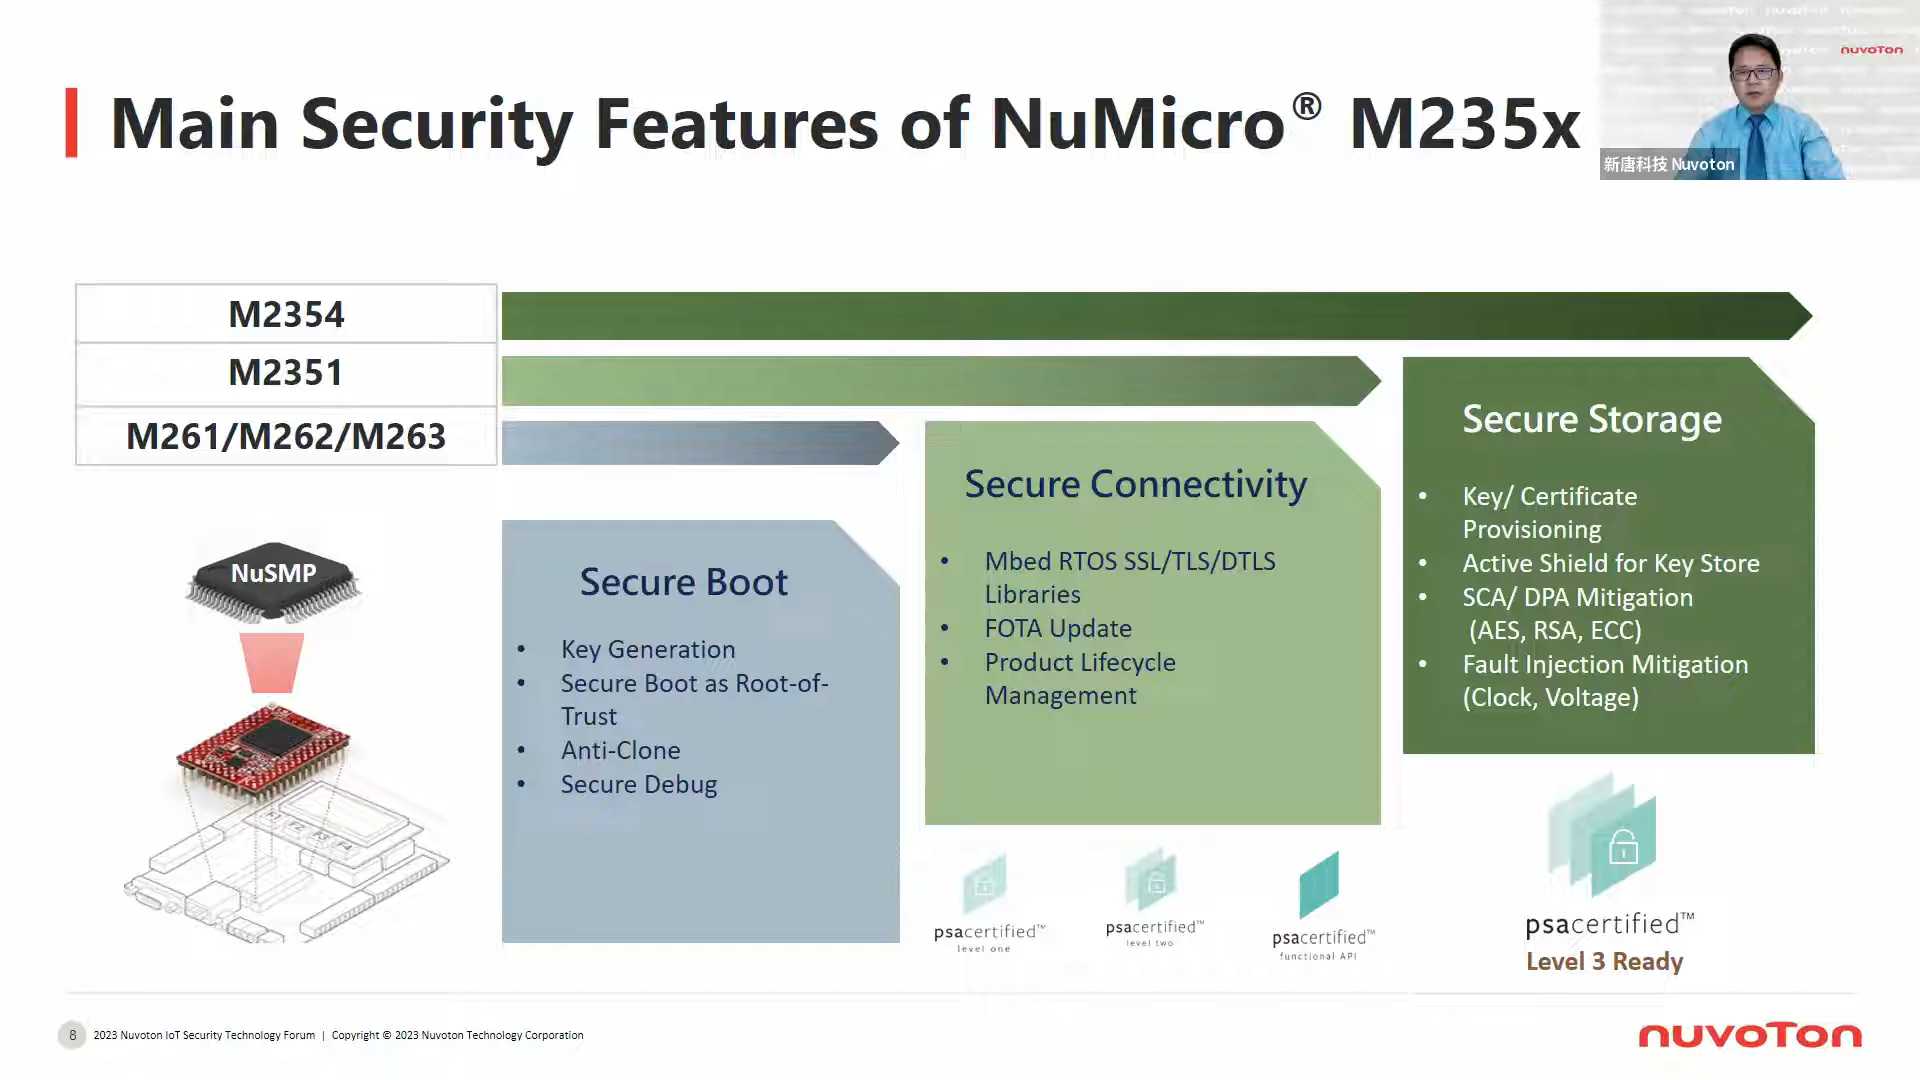 nuvoTon
新唐科技 Nuvoton
Main Security Features of NuMicro® M235x
M2354
M2351
M261/M262/M263
NuSMP
F1 F2 F3 F4
Secure Boot
• Key Generation
• Secure Boot as Root-of-
Trust
• Anti-Clone
• Secure Debug
Secure Connectivity
• Mbed RTOS SSL/TLS/DTLS
Libraries
• FOTA Update
• Product Lifecycle
Management
Secure Storage
• Key/ Certificate
Provisioning
• Active Shield for Key Store
• SCA/ DPA Mitigation
(AES, RSA, ECC)
• Fault Injection Mitigation
(Clock, Voltage)
psacertified™
level one
psacertified™
level two
psacertified™
functional API
psacertified™
Level 3 Ready
8 2023 Nuvoton IoT Security Technology Forum | Copyright © 2023 Nuvoton Technology Corporation
nuvoTon